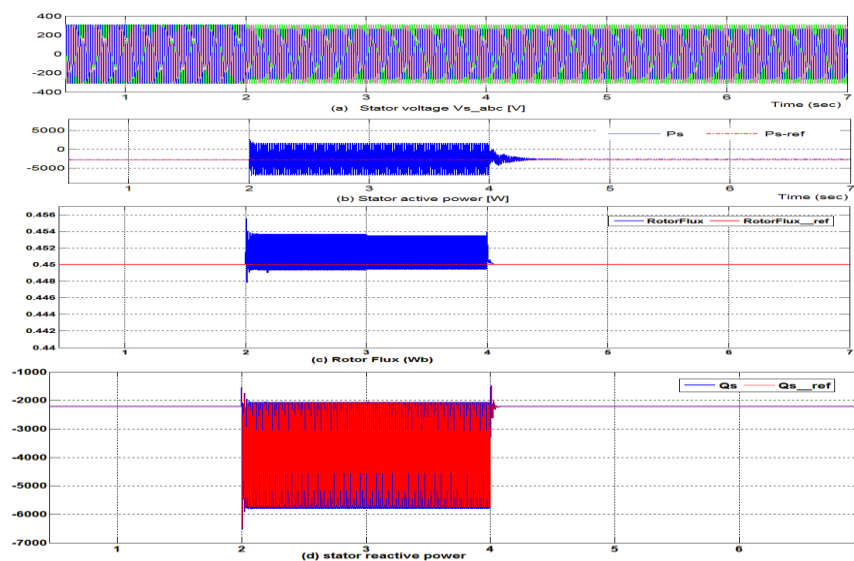 400
200
0
-200
-400
1 2 3 4 5 6 7
(a) Stator voltage Vs_abc [V]
Time (sec)
5000
0
-5000
Ps Ps-ref
1 2 3 4 5 6 7
(b) Stator active power [W]
Time (sec)
0.456
0.454
0.452
0.45
0.448
0.446
0.444
0.442
0.44
RotorFlux RotorFlux__ref
1 2 3 4 5 6 7
(c) Rotor Flux (Wb)
-1000
-2000
-3000
-4000
-5000
-6000
-7000
Qs Qs__ref
1 2 3 4 5 6
(d) stator reactive power